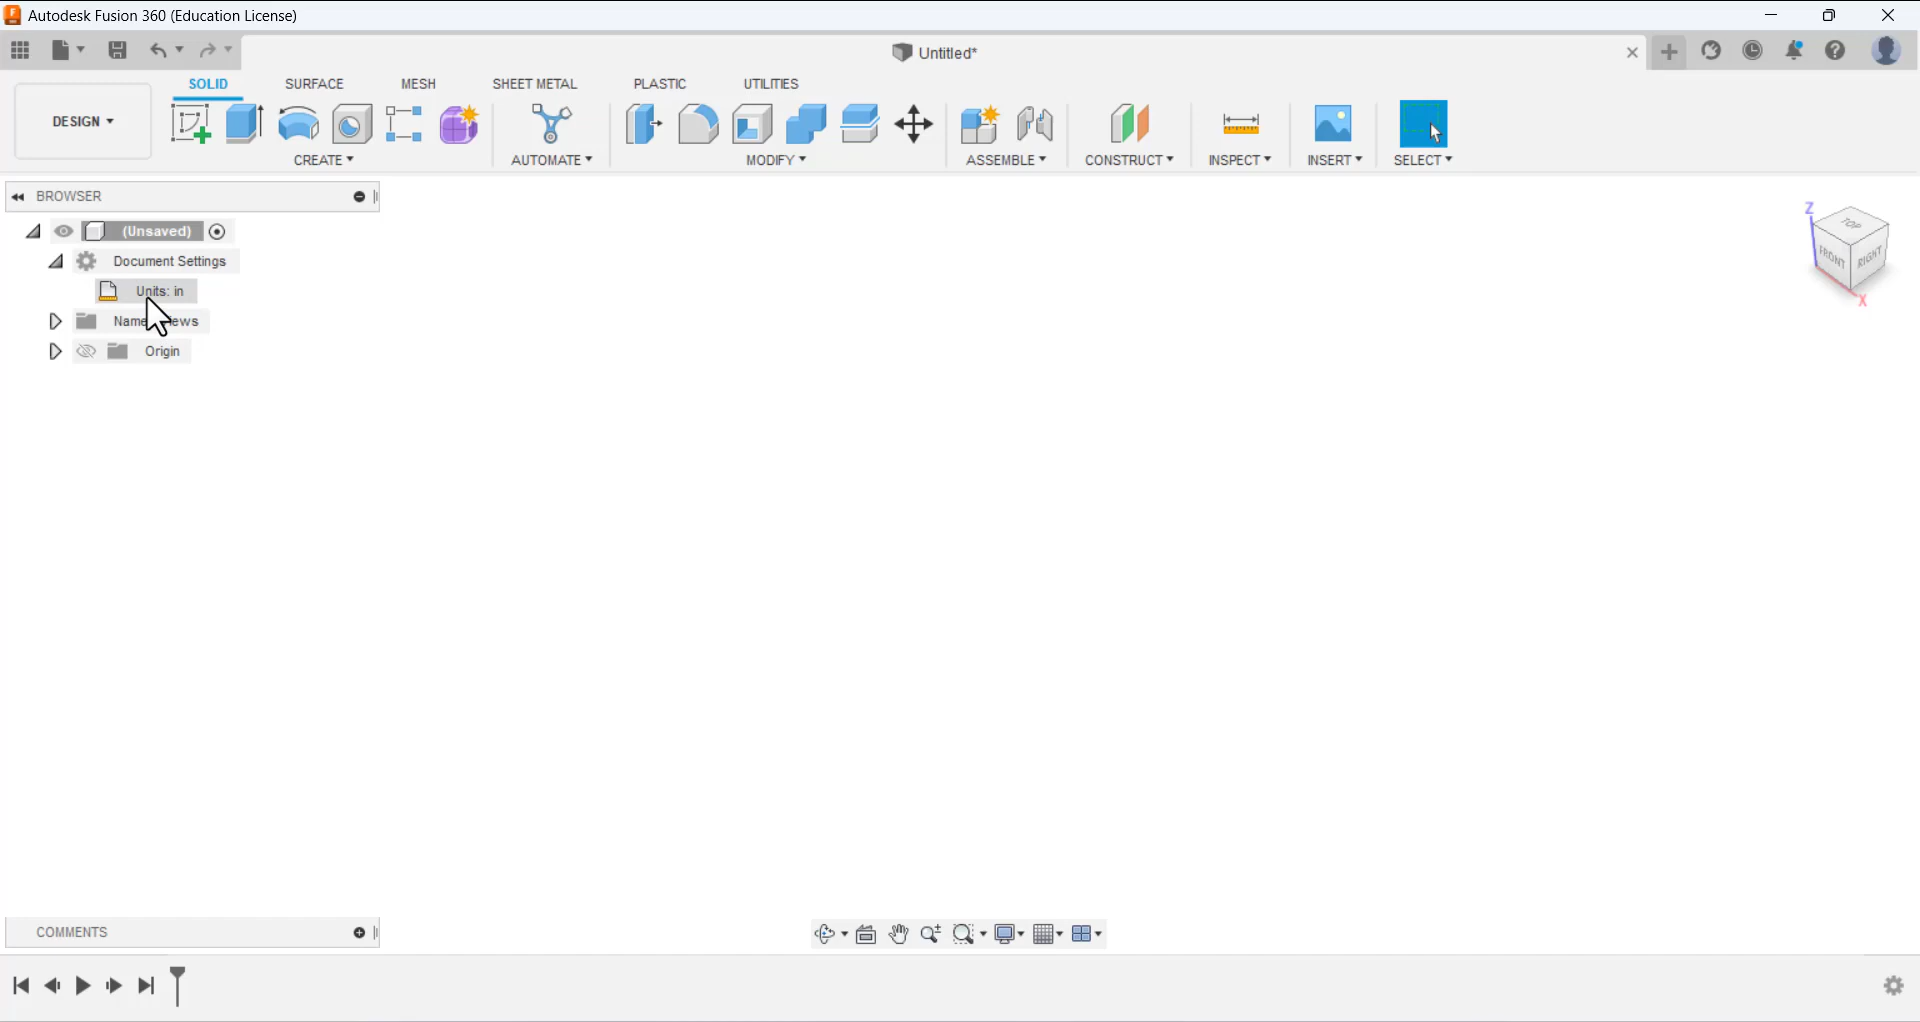 Autodesk Fusion 360 (Education License)
Untitled*
SOLID SURFACE MESH SHEET METAL PLASTIC UTILITIES
DESIGN
CREATE AUTOMATE MODIFY ASSEMBLE CONSTRUCT INSPECT INSERT SELECT
BROWSER
(Unsaved)
Document Settings
Units: in
Origin
Z
TOP
FRONT RIGHT
X
COMMENTS